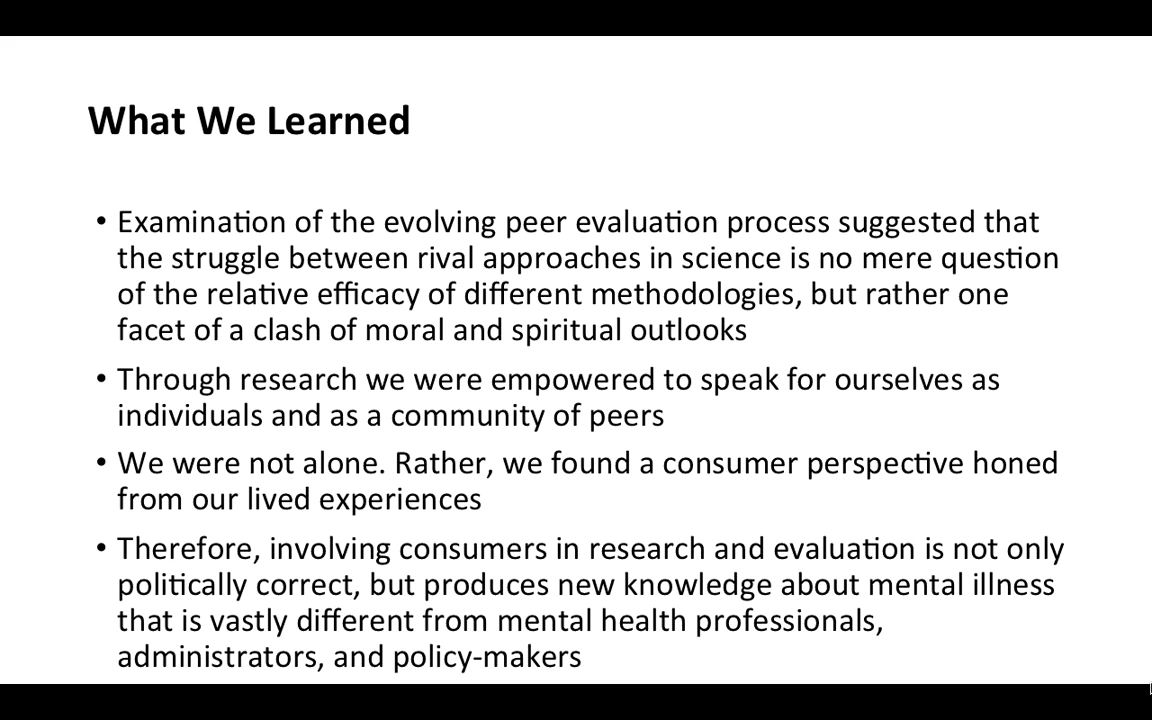 What We Learned
• Examination of the evolving peer evaluation process suggested that
the struggle between rival approaches in science is no mere question
of the relative efficacy of different methodologies, but rather one
facet of a clash of moral and spiritual outlooks
• Through research we were empowered to speak for ourselves as
individuals and as a community of peers
• We were not alone. Rather, we found a consumer perspective honed
from our lived experiences
• Therefore, involving consumers in research and evaluation is not only
politically correct, but produces new knowledge about mental illness
that is vastly different from mental health professionals,
administrators, and policy-makers